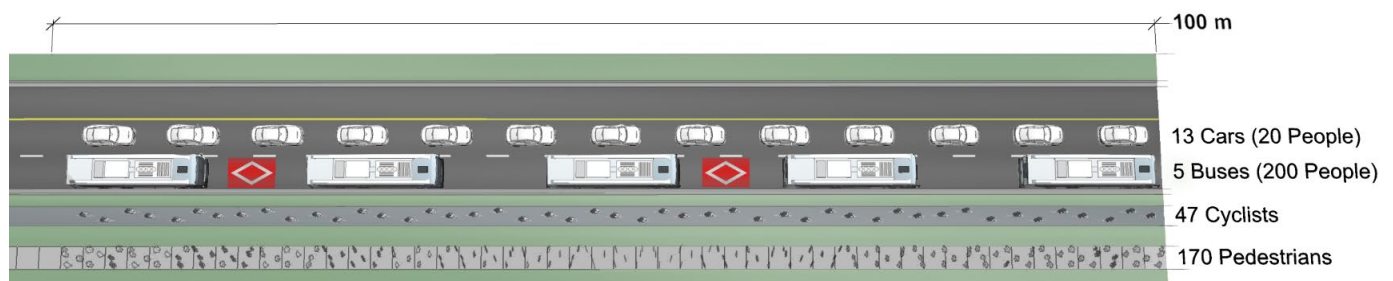 100 m
13 Cars (20 People)
5 Buses (200 People)
47 Cyclists
170 Pedestrians